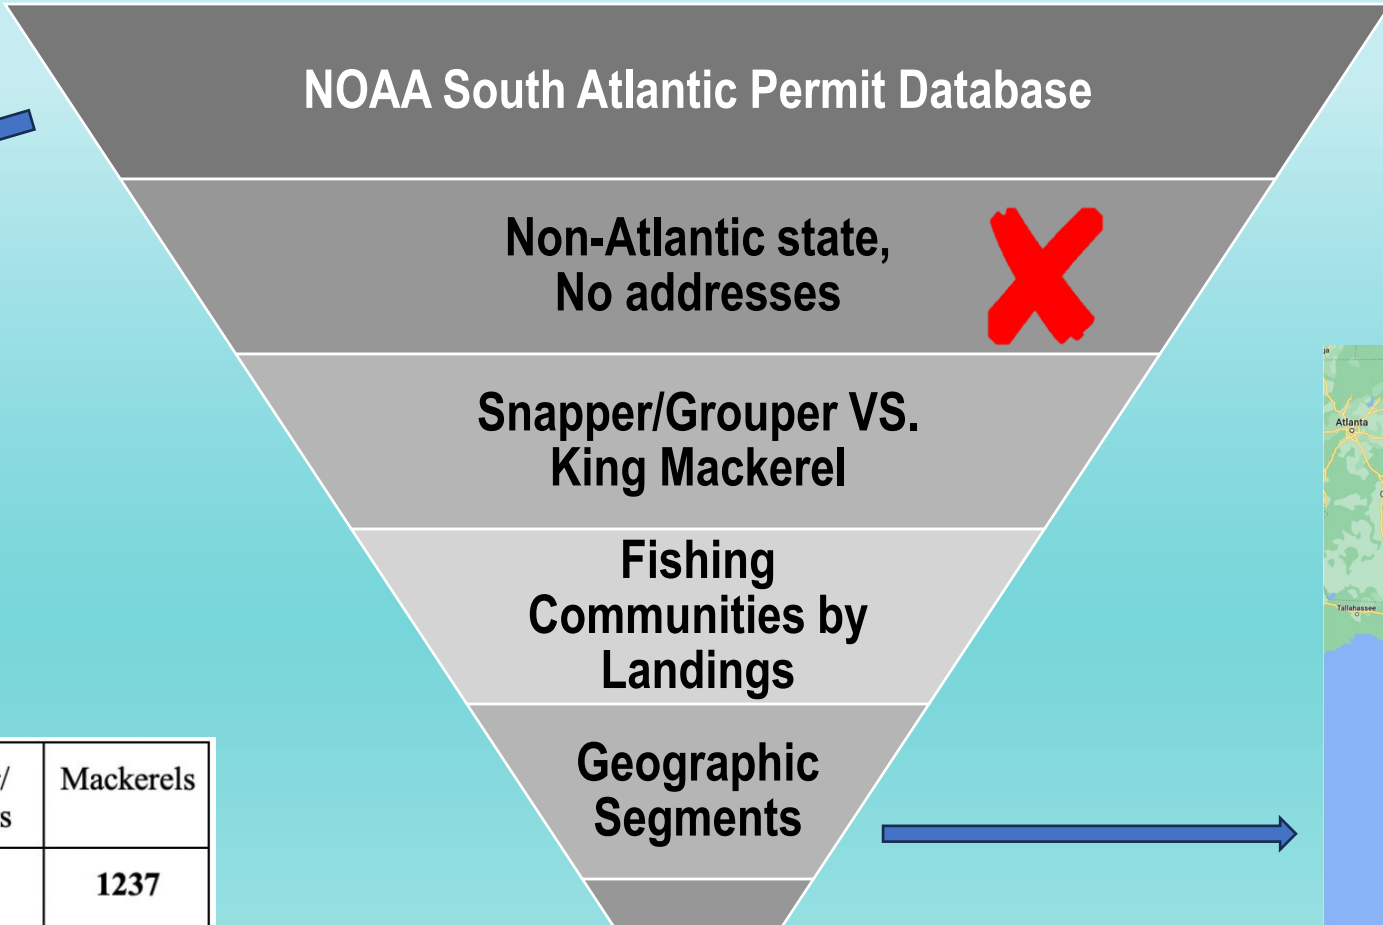 NOAA South Atlantic Permit Database
Non-Atlantic state,
No addresses
Snapper/Grouper VS.
King Mackerel
Fishing
Communities by
Landings
Geographic
Segments
Atlanta
Tallahassee
/
s
Mackerels
1237